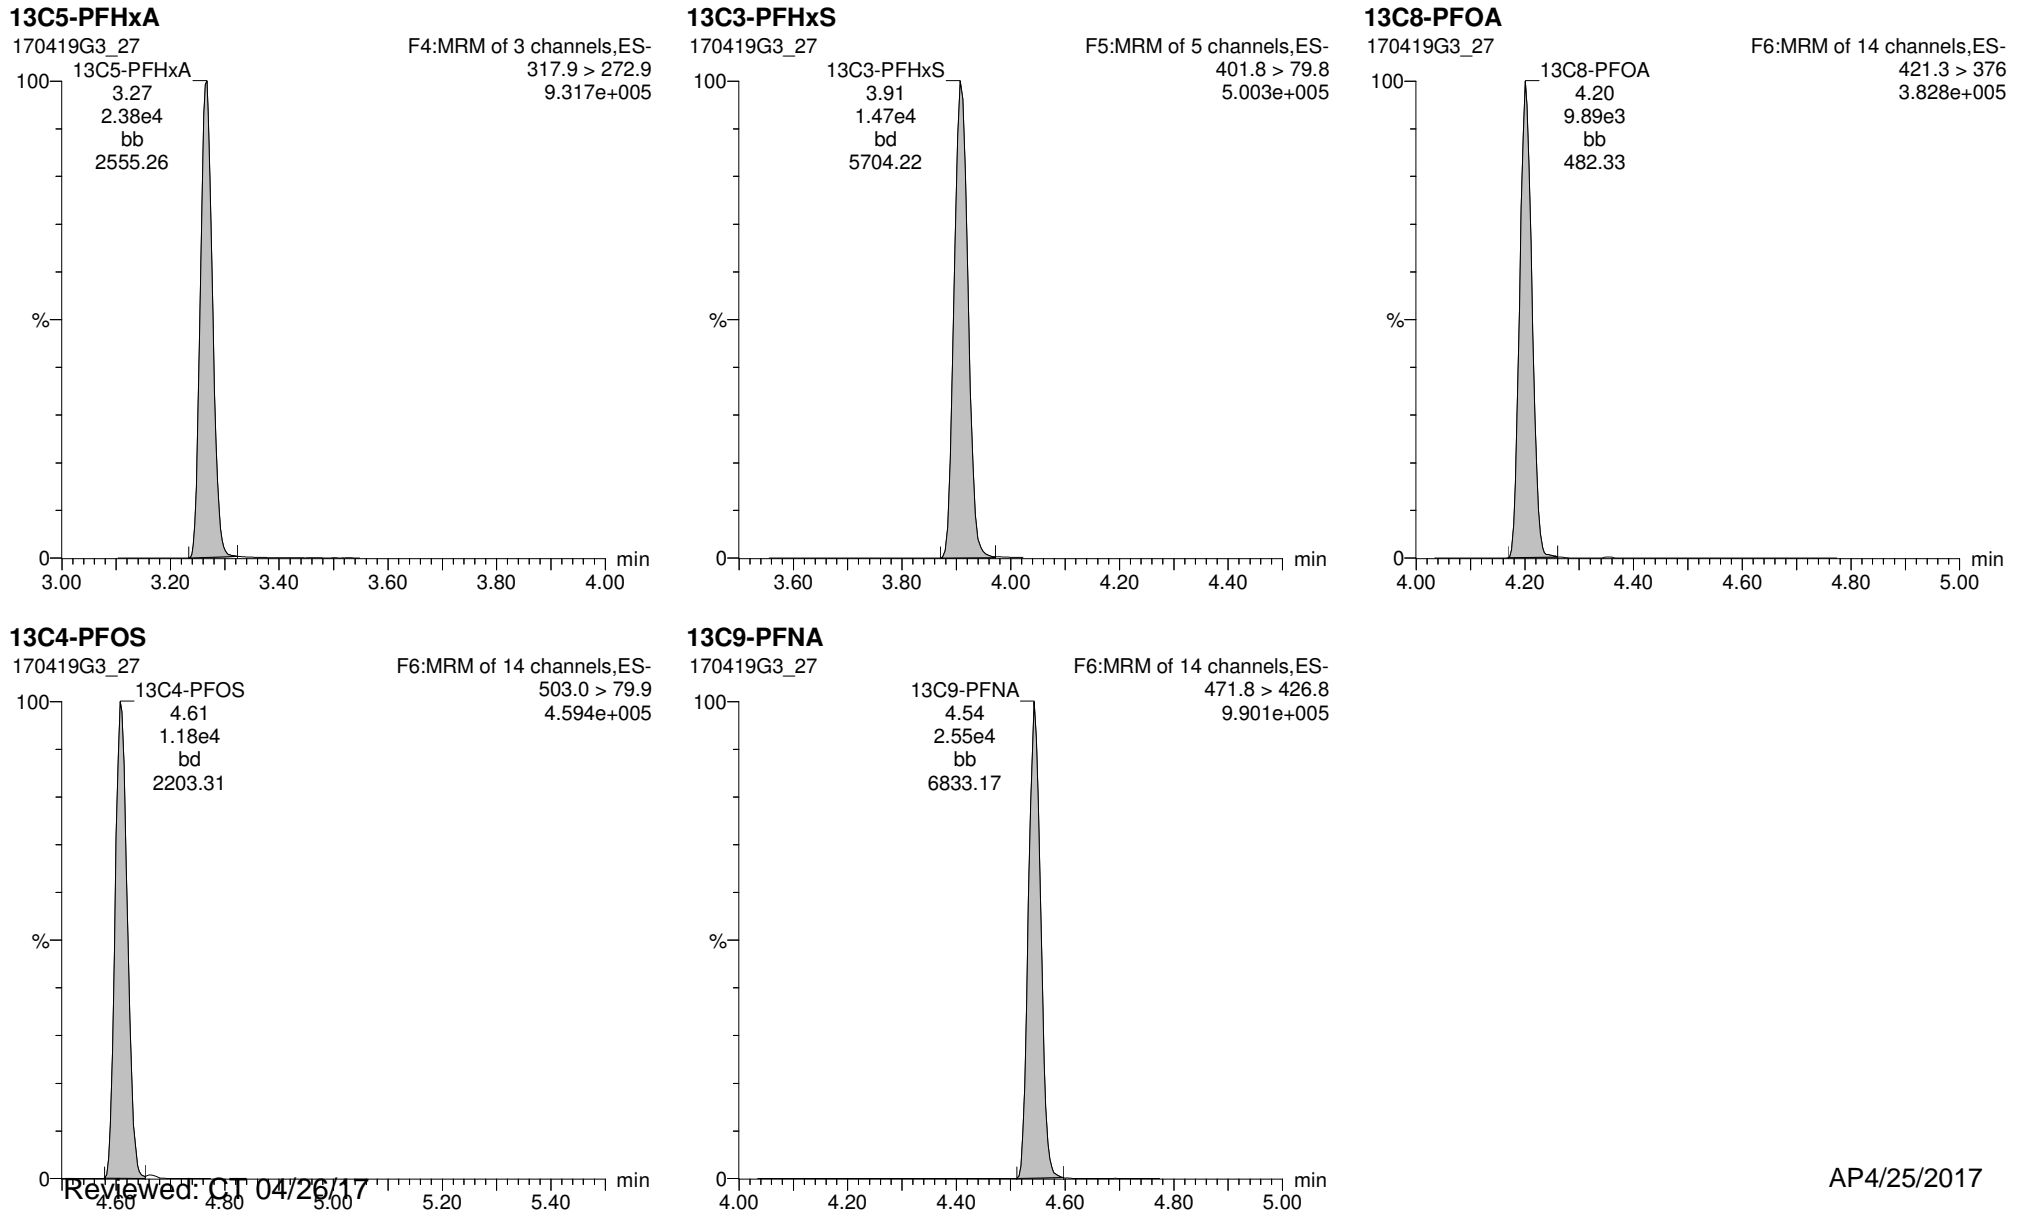 13C5-PFHxA
170419G3_27
F4:MRM of 3 channels,ES-
317.9 > 272.9
9.317e+005
13C5-PFHxA
3.27
2.38e4
bb
2555.26
100
%
0
min
3.00 3.20 3.40 3.60 3.80 4.00
13C3-PFHxS
170419G3_27
F5:MRM of 5 channels,ES-
401.8 > 79.8
5.003e+005
13C3-PFHxS
3.91
1.47e4
bd
5704.22
100
%
0
min
3.60 3.80 4.00 4.20 4.40
13C8-PFOA
170419G3_27
F6:MRM of 14 channels,ES-
421.3 > 376
3.828e+005
13C8-PFOA
4.20
9.89e3
bb
482.33
100
%
0
min
4.00 4.20 4.40 4.60 4.80 5.00
13C4-PFOS
170419G3_27
F6:MRM of 14 channels,ES-
503.0 > 79.9
4.594e+005
13C4-PFOS
4.61
1.18e4
bd
2203.31
100
%
0
min
4.60 4.80 5.00 5.20 5.40
13C9-PFNA
170419G3_27
F6:MRM of 14 channels,ES-
471.8 > 426.8
9.901e+005
13C9-PFNA
4.54
2.55e4
bb
6833.17
100
%
0
min
4.00 4.20 4.40 4.60 4.80 5.00
Reviewed: CT 04/26/17
AP4/25/2017